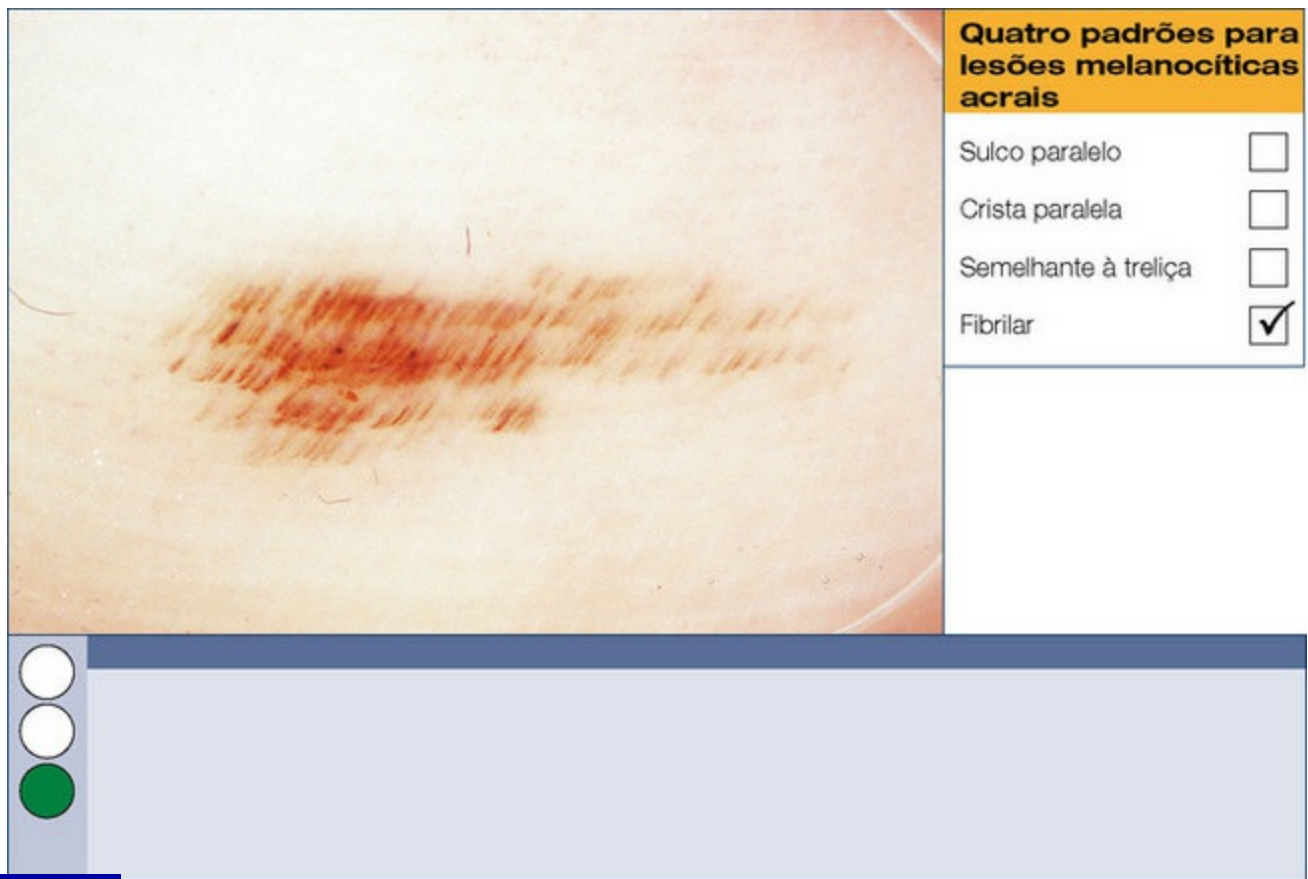 Quatro padrões para
lesões melanocíticas
acrais
Sulco paralelo
Crista paralela
Semelhante à treliça
Fibrilar